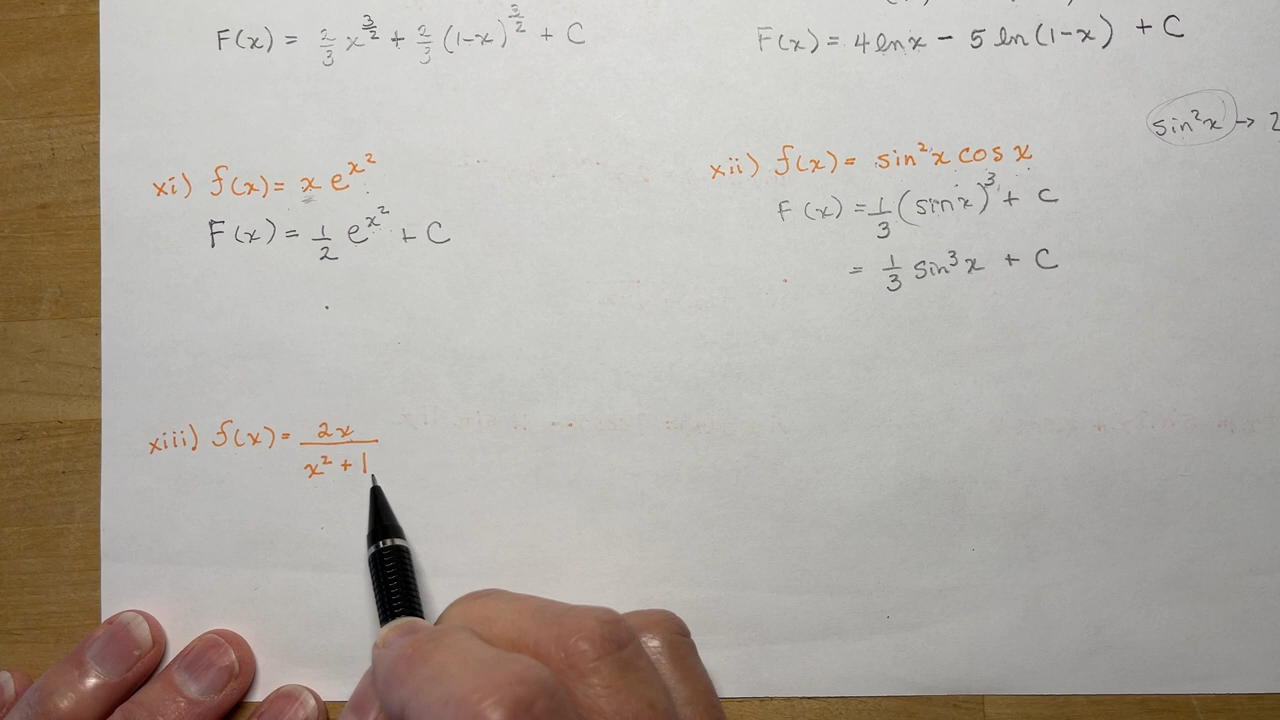 F(x) = 2/3 x^(3/2) + 2/3 (1-x)^(3/2) + C
F(x) = 4 ln x - 5 ln(1-x) + C
sin²x → 2
xi) f(x) = x e^(x²)
F(x) = 1/2 e^(x²) + C
xii) f(x) = sin²x cos x
F(x) = 1/3 (sin x)³ + C
= 1/3 sin³x + C
xiii) f(x) = 2x/(x² + 1)